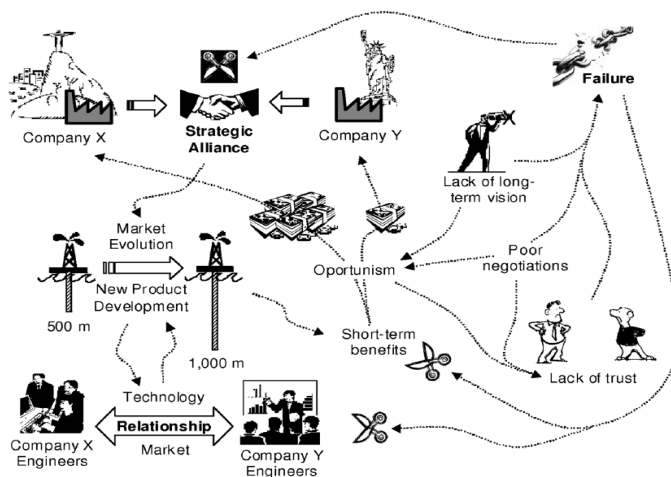 Failure
Company X
Strategic
Alliance
Company Y
Lack of long-
term vision
Market
Evolution
New Product
Development
500 m
1,000 m
Oportunism
Poor
negotiations
Short-term
benefits
Lack of trust
Technology
Relationship
Market
Company X
Engineers
Company Y
Engineers